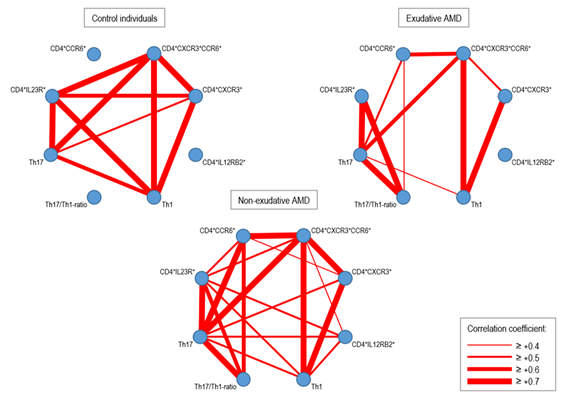 Control individuals
CD4*CCR6*
CD4*CXCR3*CCR6*
CD4*IL23R*
CD4*CXCR3*
Th17
CD4*IL12RB2*
Th17/Th1-ratio
Th1
Exudative AMD
CD4*CCR6*
CD4*CXCR3*CCR6*
CD4*IL23R*
CD4*CXCR3*
Th17
CD4*IL12RB2*
Th17/Th1-ratio
Th1
Non-exudative AMD
CD4*CCR6*
CD4*CXCR3*CCR6*
CD4*IL23R*
CD4*CXCR3*
Th17
CD4*IL12RB2*
Th17/Th1-ratio
Th1
Correlation coefficient:
≥ +0.4
≥ +0.5
≥ +0.6
≥ +0.7